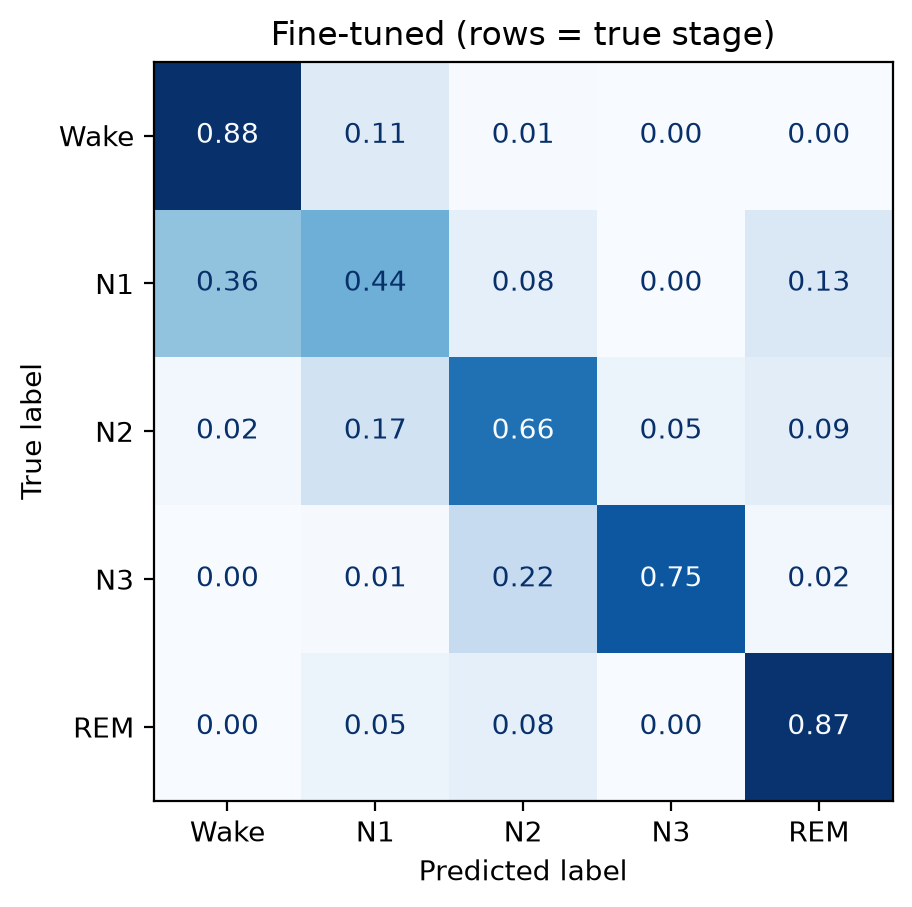 Fine-tuned (rows = true stage)
True label
Wake 0.88 0.11 0.01 0.00 0.00
N1 0.36 0.44 0.08 0.00 0.13
N2 0.02 0.17 0.66 0.05 0.09
N3 0.00 0.01 0.22 0.75 0.02
REM 0.00 0.05 0.08 0.00 0.87
Wake N1 N2 N3 REM
Predicted label